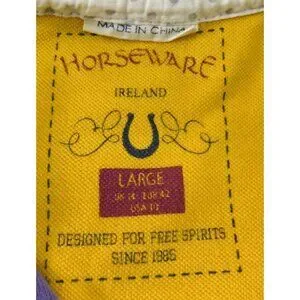 MADE IN CHINA
HORSEWARE
IRELAND
LARGE
DESIGNED FOR FREE SPIRITS
SINCE 1985